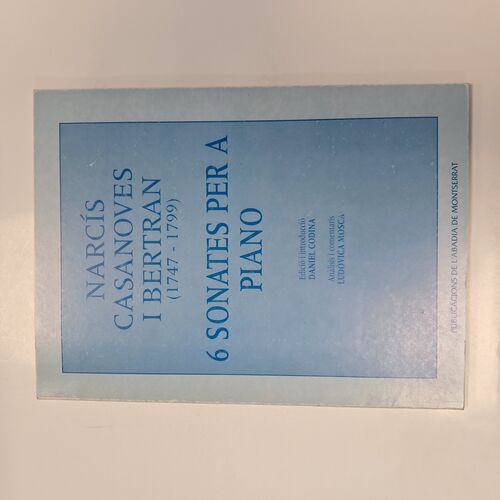 NARCÍS
CASANOVES
I BERTRAN
(1747 - 1799)
6 SONATES PER A
PIANO
Edició i introducció
DANIEL CODINA
Anàlisi i comentaris
LUDOVICA MOSCA
PUBLICACIONS DE L'ABADIA DE MONTSERRAT